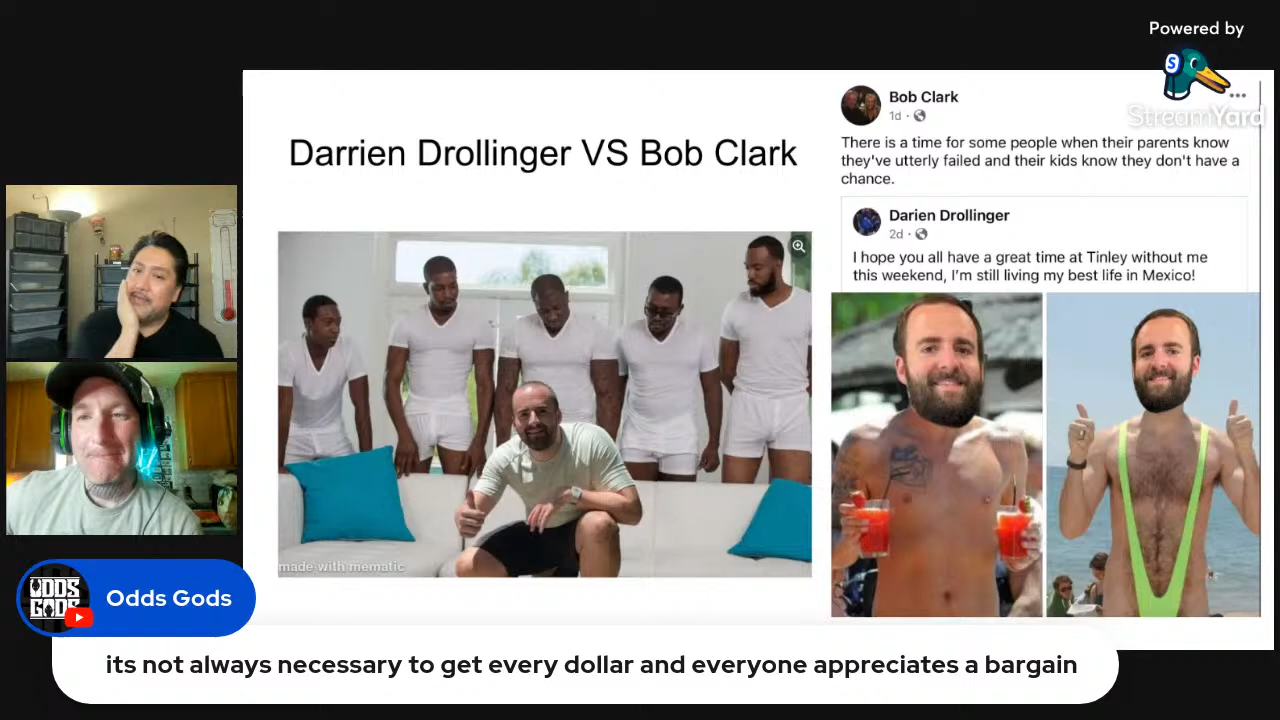 Powered by
StreamYard
Darrien Drollinger VS Bob Clark
Bob Clark
1d
There is a time for some people when their parents know
they've utterly failed and their kids know they don't have a
chance.
Darien Drollinger
2d
I hope you all have a great time at Tinley without me
this weekend, I'm still living my best life in Mexico!
made with mematic
ODDS
GODS
Odds Gods
its not always necessary to get every dollar and everyone appreciates a bargain